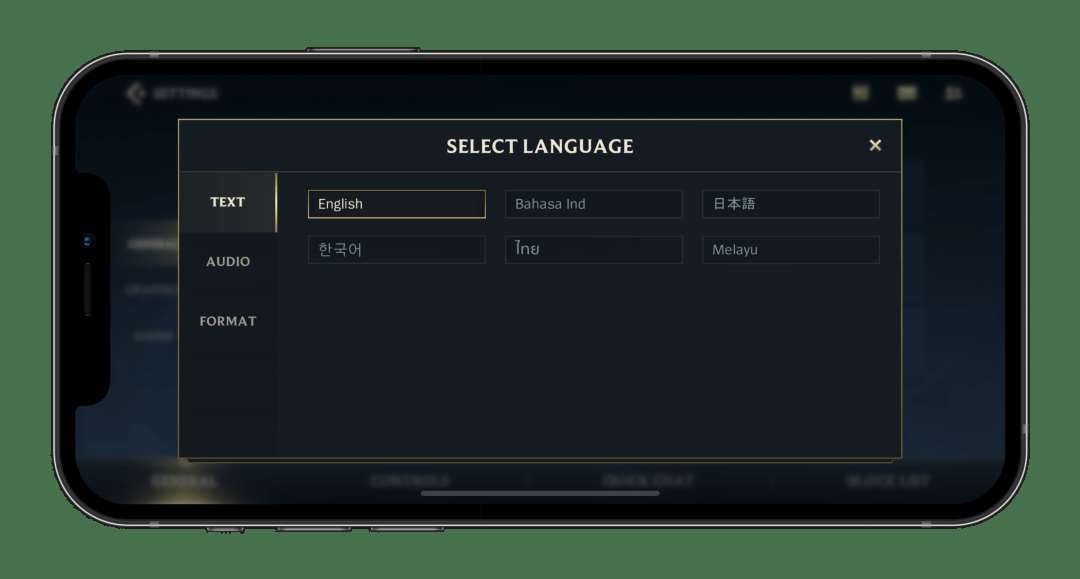 SETTINGS
SELECT LANGUAGE
TEXT
English
Bahasa Ind
日本語
AUDIO
한국어
ไทย
Melayu
FORMAT
GENERAL
CONTROLS
QUICK CHAT
BLOCK LIST